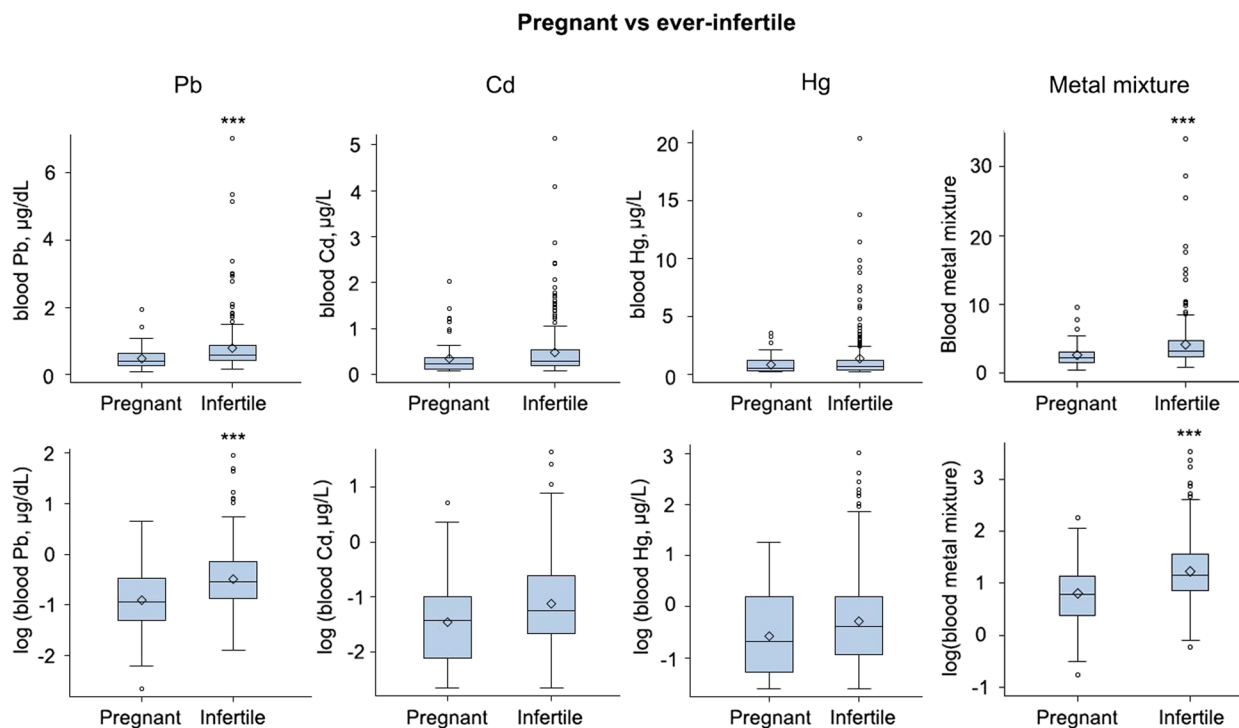 Pregnant vs ever-infertile
Pb
Cd
Hg
Metal mixture
***
***
blood Pb, µg/dL
6
4
2
0
Pregnant
Infertile
blood Cd, µg/L
5
4
3
2
1
0
Pregnant
Infertile
blood Hg, µg/L
20
15
10
5
0
Pregnant
Infertile
Blood metal mixture
30
20
10
0
Pregnant
Infertile
***
***
log (blood Pb, µg/dL)
2
1
-0
-1
-2
Pregnant
Infertile
log (blood Cd, µg/L)
1
0
-1
-2
Pregnant
Infertile
log (blood Hg, µg/L)
3
2
1
-0
-1
Pregnant
Infertile
log(blood metal mixture)
3
2
1
0
-1
Pregnant
Infertile